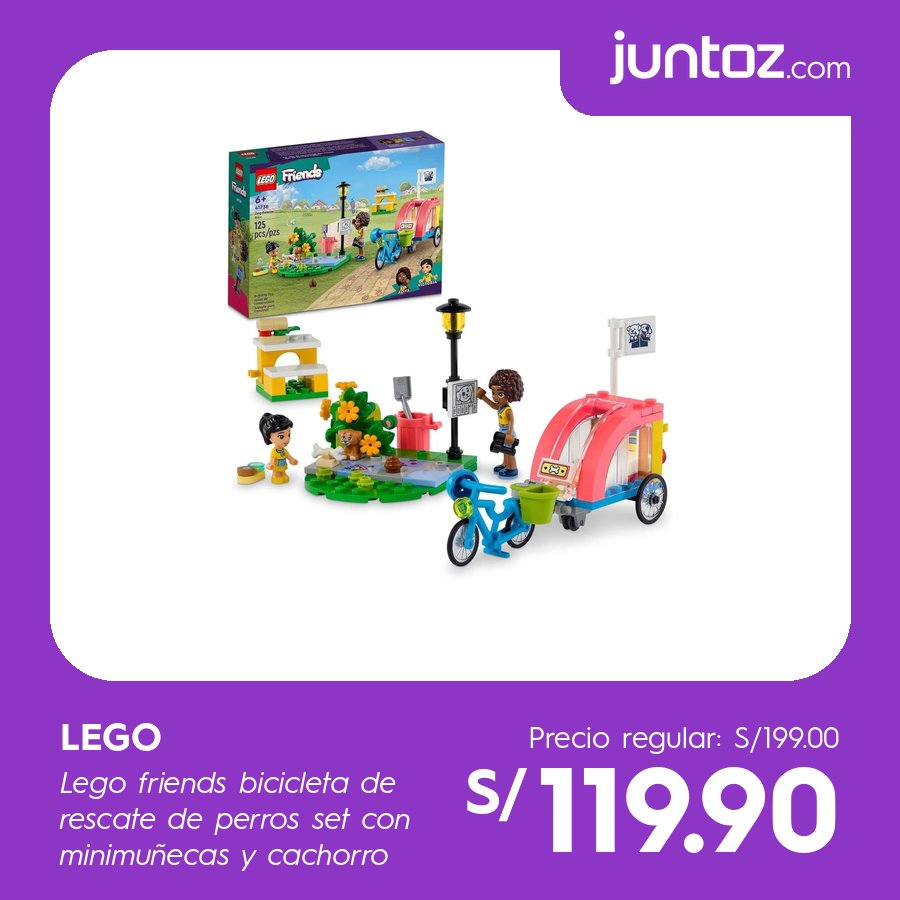 juntoz.com
LEGO
Friends
6+
41738
125
pcs/pzs
LEGO
Precio regular: S/199.00
Lego friends bicicleta de
rescate de perros set con
minimuñecas y cachorro
S/119.90